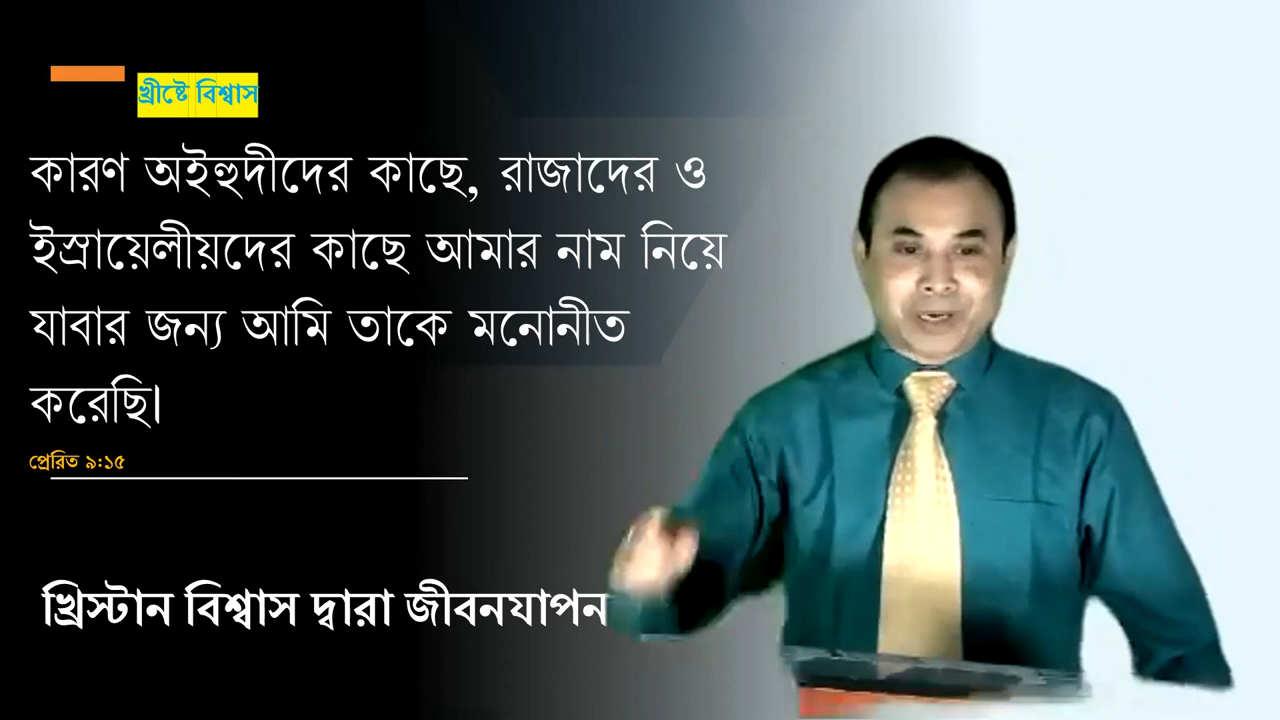 খ্রীষ্টে বিশ্বাস
কারণ অইহুদীদের কাছে, রাজাদের ও
ইস্রায়েলীয়দের কাছে আমার নাম নিয়ে
যাবার জন্য আমি তাকে মনোনীত
করেছি।
প্রেরিত ৯:১৫
খ্রিস্টান বিশ্বাস দ্বারা জীবনযাপন